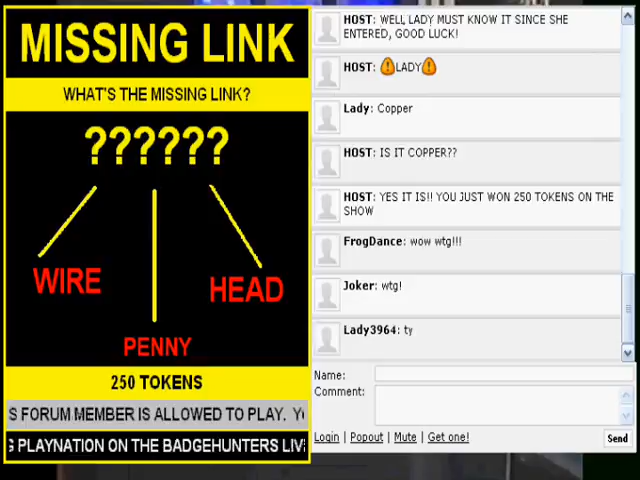 MISSING LINK
WHAT'S THE MISSING LINK?
??????
WIRE
HEAD
PENNY
250 TOKENS
S FORUM MEMBER IS ALLOWED TO PLAY. Y
G PLAYNATION ON THE BADGEHUNTERS LIV
HOST: WELL LADY MUST KNOW IT SINCE SHE
ENTERED, GOOD LUCK!
HOST: LADY
Lady: Copper
HOST: IS IT COPPER??
HOST: YES IT IS!! YOU JUST WON 250 TOKENS ON THE
SHOW
FrogDance: wow wtg!!!
Joker: wtg!
Lady3964: ty
Name:
Comment:
Login | Popout | Mute | Get one!
Send